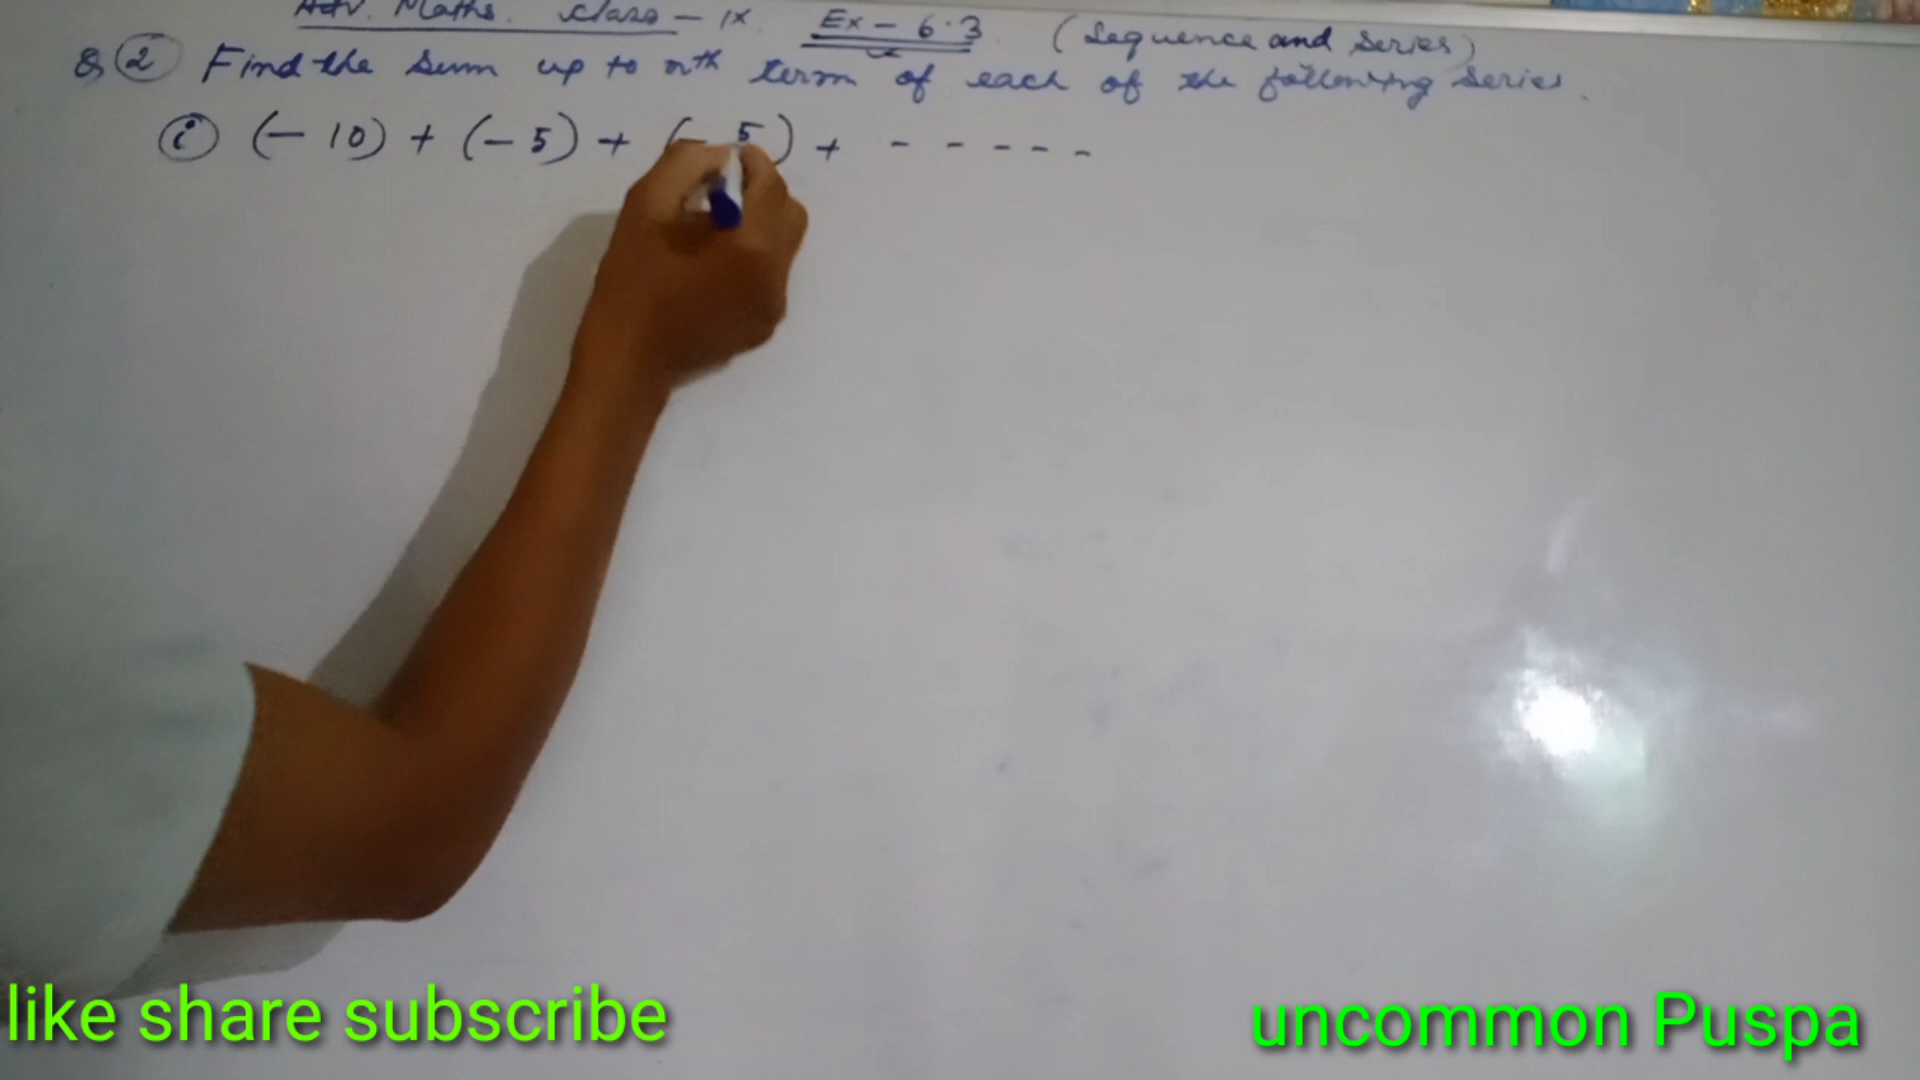 Adv. Maths. Class - IX. Ex - 6.3 (Sequence and Series)
Q ② Find the sum up to nth term of each of the following series.
ⓘ (- 10) + (- 5) + (- 5 ) + - - - - -
like share subscribe
uncommon Puspa